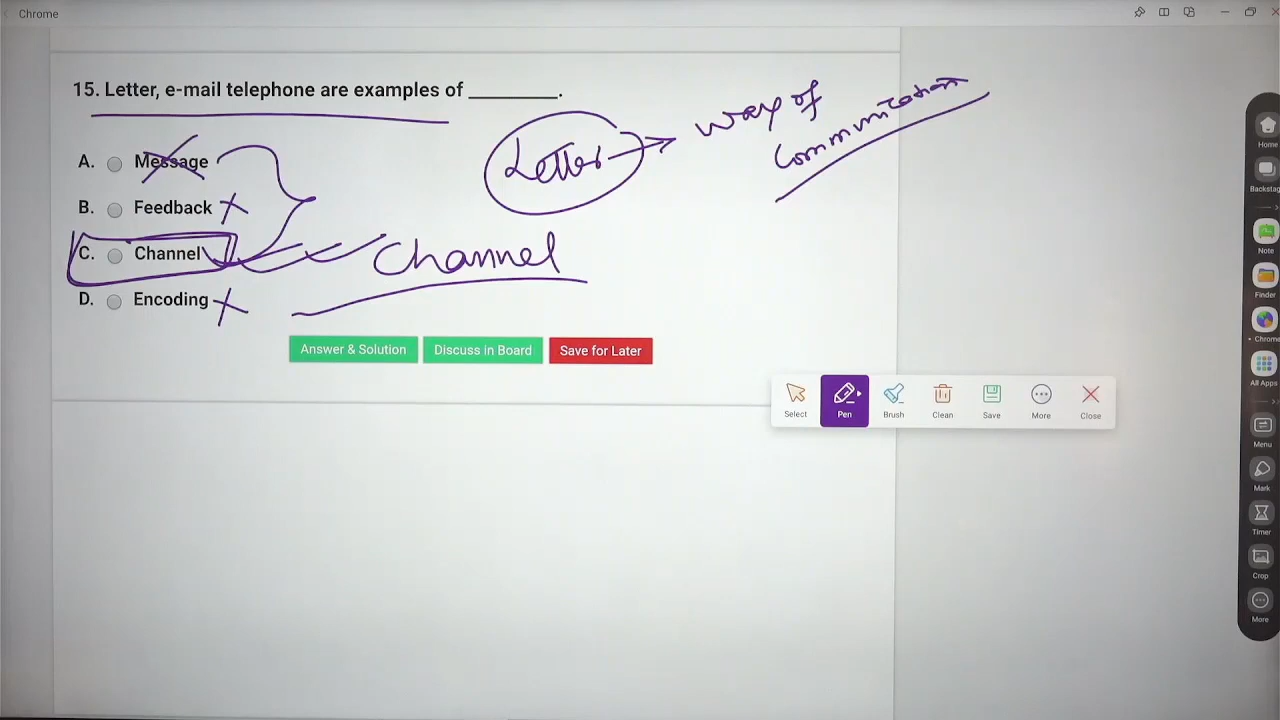 Chrome
15. Letter, e-mail telephone are examples of _________.
A. Message
B. Feedback
C. Channel
D. Encoding
Letter
way of
Communication
Channel
Answer & Solution
Discuss in Board
Save for Later
Select
Pen
Brush
Clean
Save
More
Close
Home
Backstag
Note
Finder
Chrome
All Apps
Menu
Mark
Timer
Crop
More